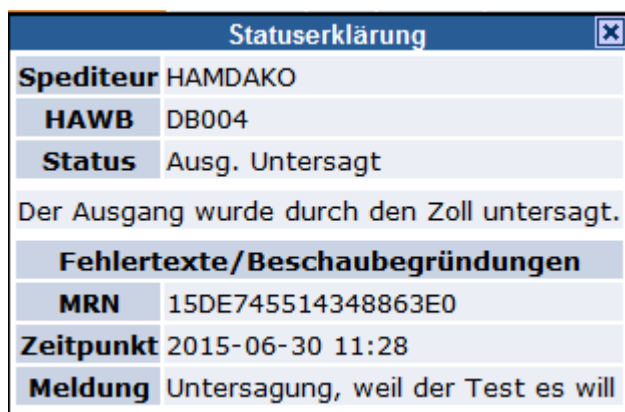 Statuserklärung
Spediteur HAMDAKO
HAWB DB004
Status Ausg. Untersagt
Der Ausgang wurde durch den Zoll untersagt.
Fehlertexte/Beschaubegründungen
MRN 15DE745514348863E0
Zeitpunkt 2015-06-30 11:28
Meldung Untersagung, weil der Test es will